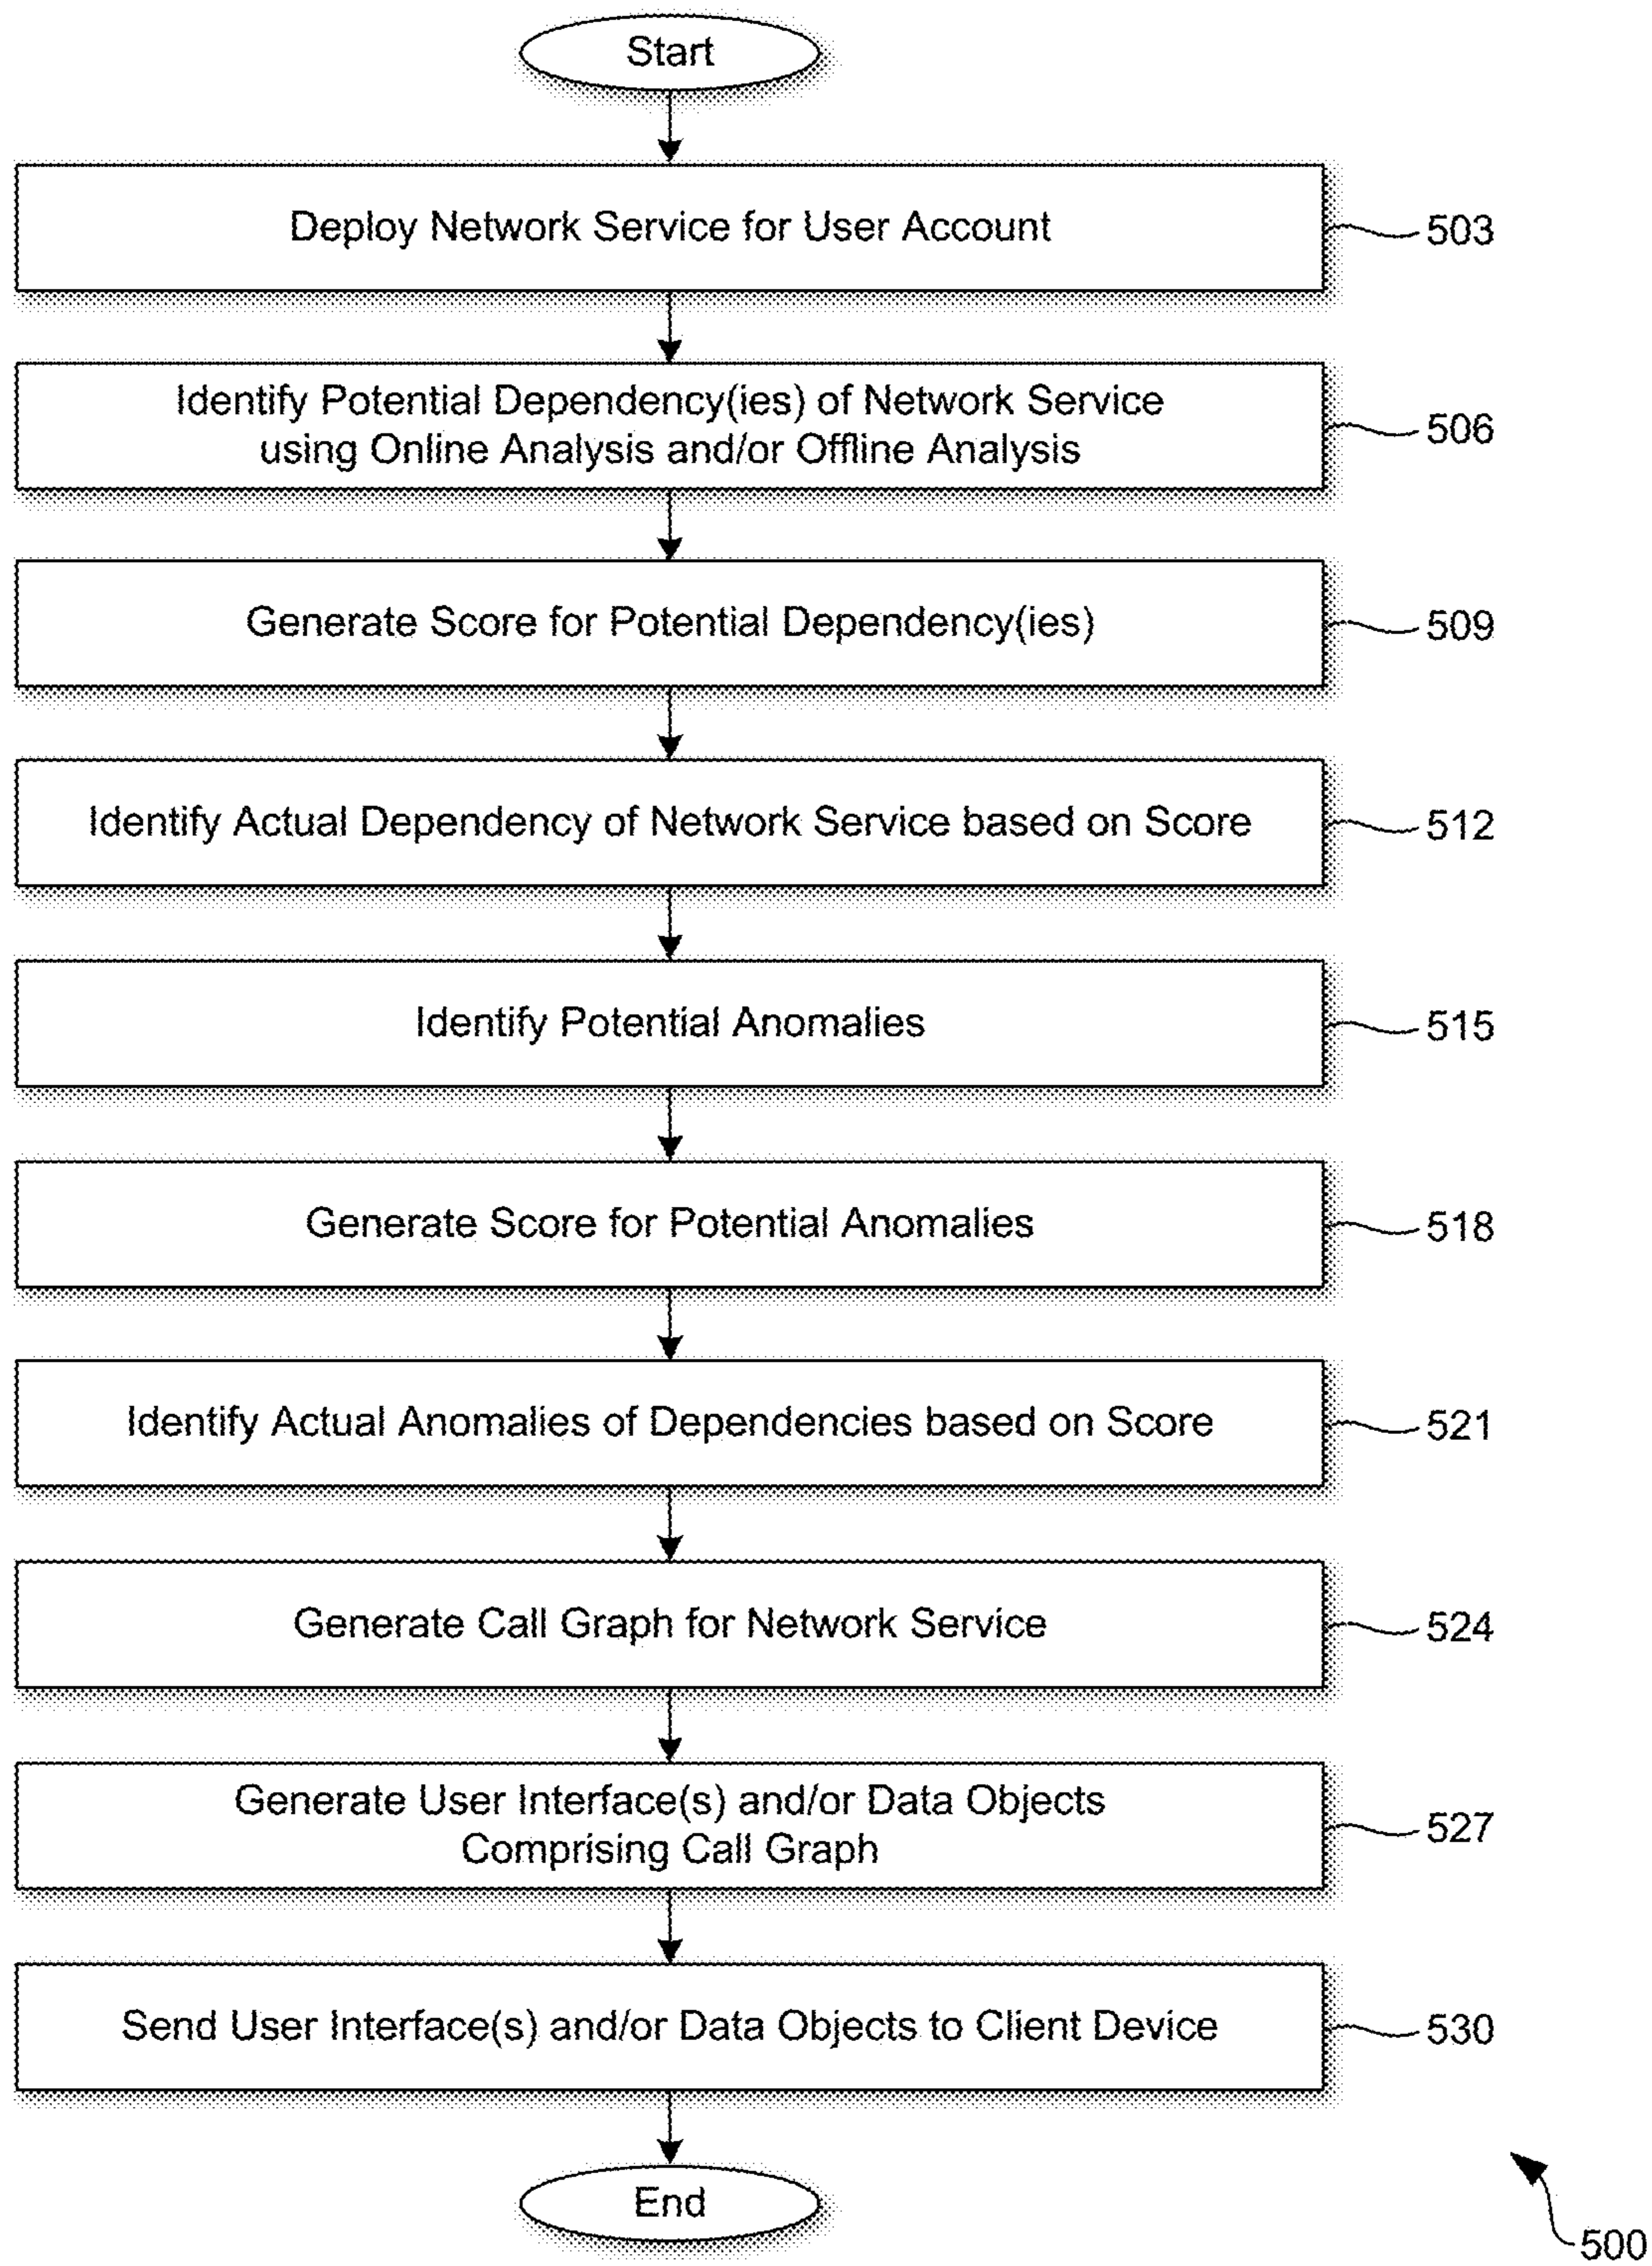 Start
Deploy Network Service for User Account
503
Identify Potential Dependency(ies) of Network Service
using Online Analysis and/or Offline Analysis
506
Generate Score for Potential Dependency(ies)
509
Identify Actual Dependency of Network Service based on Score
512
Identify Potential Anomalies
515
Generate Score for Potential Anomalies
518
Identify Actual Anomalies of Dependencies based on Score
521
Generate Call Graph for Network Service
524
Generate User Interface(s) and/or Data Objects
Comprising Call Graph
527
Send User Interface(s) and/or Data Objects to Client Device
530
End
500